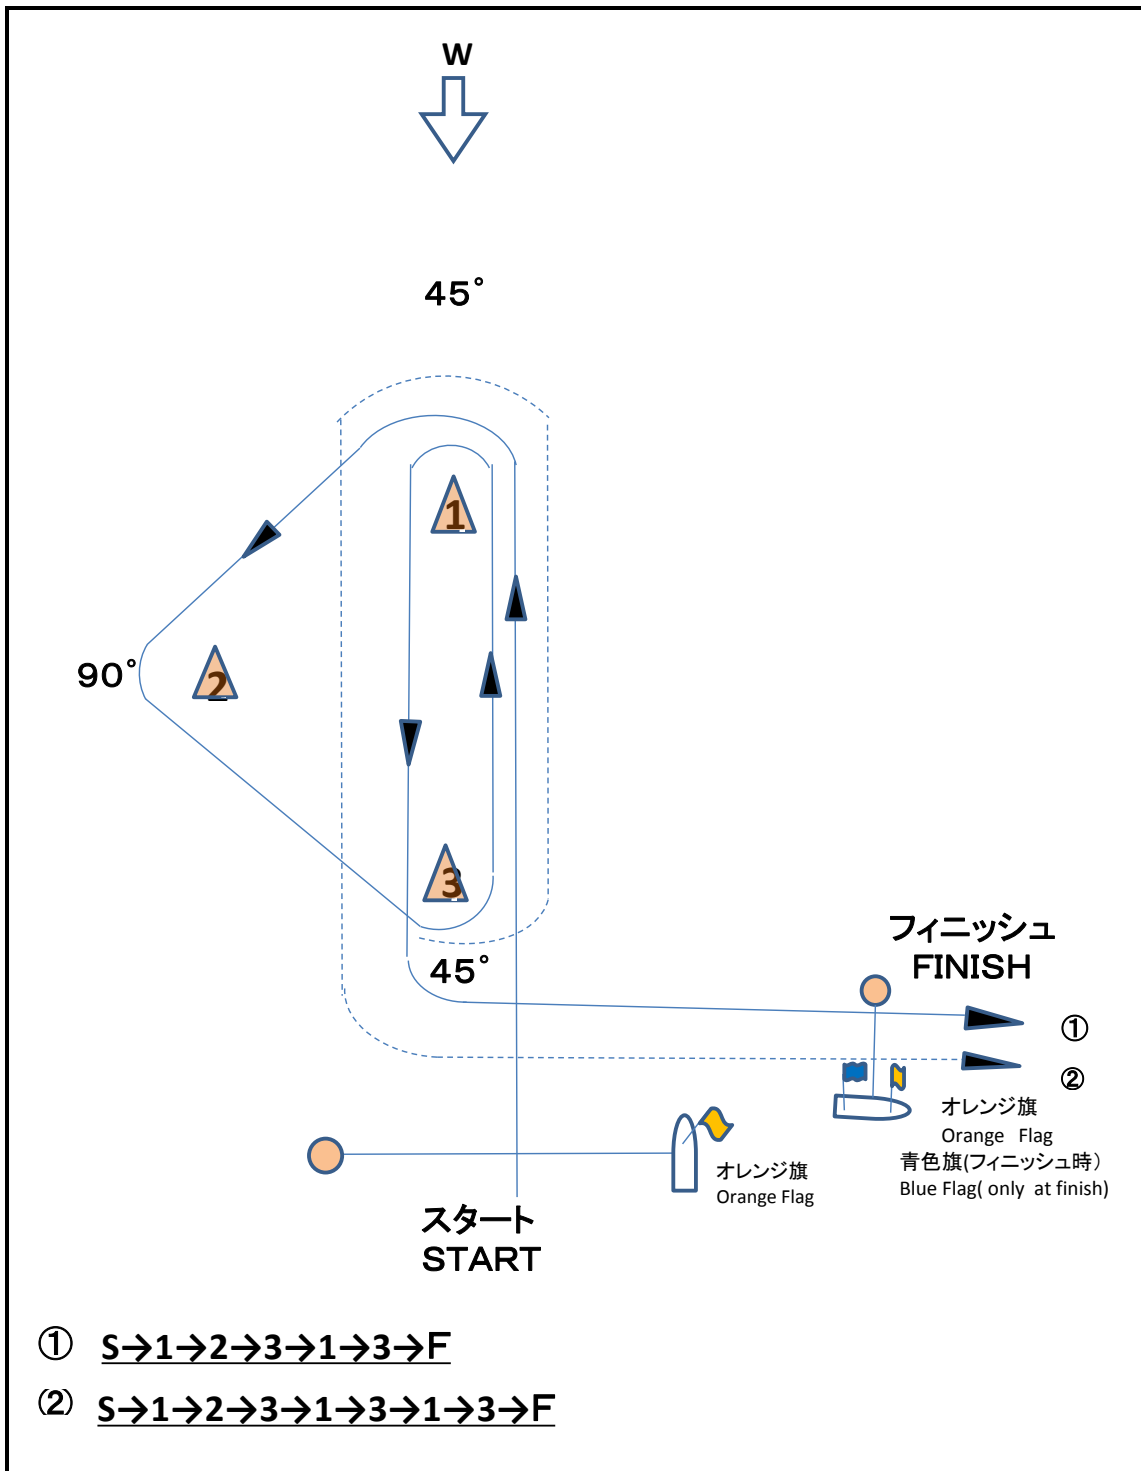 W
45°
1
90°
2
3
45°
フィニッシュ
FINISH
①
②
オレンジ旗
Orange Flag
青色旗(フィニッシュ時)
Blue Flag( only at finish)
オレンジ旗
Orange Flag
スタート
START
① S→1→2→3→1→3→F
② S→1→2→3→1→3→1→3→F